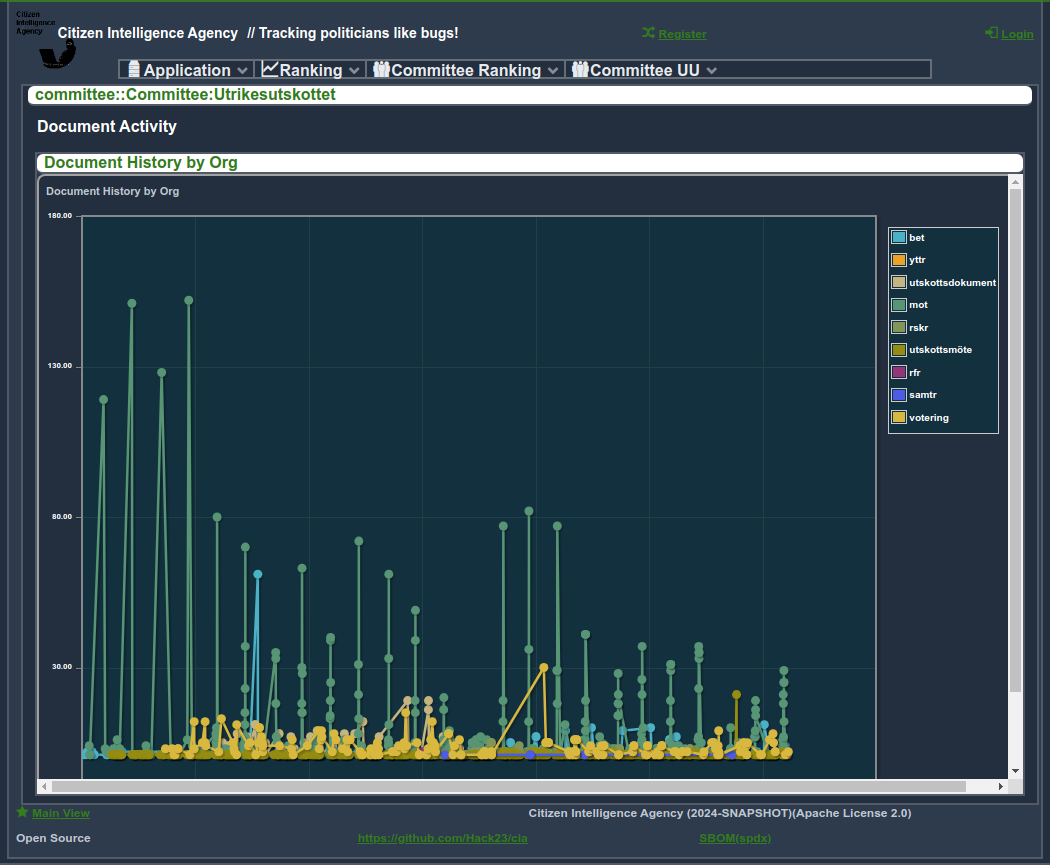 Citizen
Intelligence
Agency
Citizen Intelligence Agency // Tracking politicians like bugs!
Register
Login
Application
Ranking
Committee Ranking
Committee UU
committee::Committee:Utrikesutskottet
Document Activity
Document History by Org
Document History by Org
180.00
130.00
80.00
30.00
bet
yttr
utskottsdokument
mot
rskr
utskottsmöte
rfr
samtr
votering
Main View
Citizen Intelligence Agency (2024-SNAPSHOT)(Apache License 2.0)
Open Source
https://github.com/Hack23/cia
SBOM(spdx)